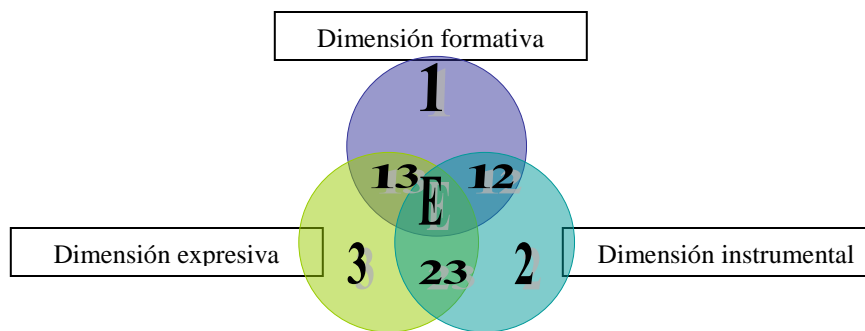 Dimensión formativa
1
13 12
E
Dimensión expresiva 3 23 2 Dimensión instrumental